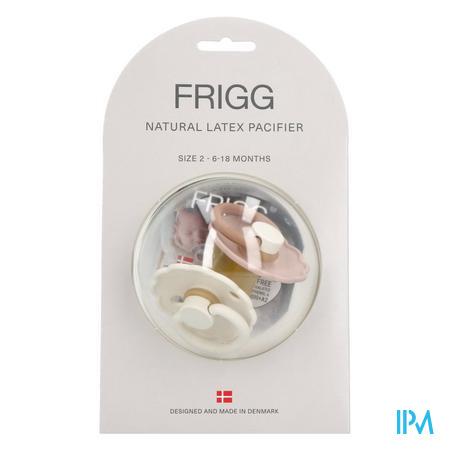 FRIGG
NATURAL LATEX PACIFIER
SIZE 2 - 6-18 MONTHS
FRIGG
FREE
DESIGNED AND MADE IN DENMARK
IPM